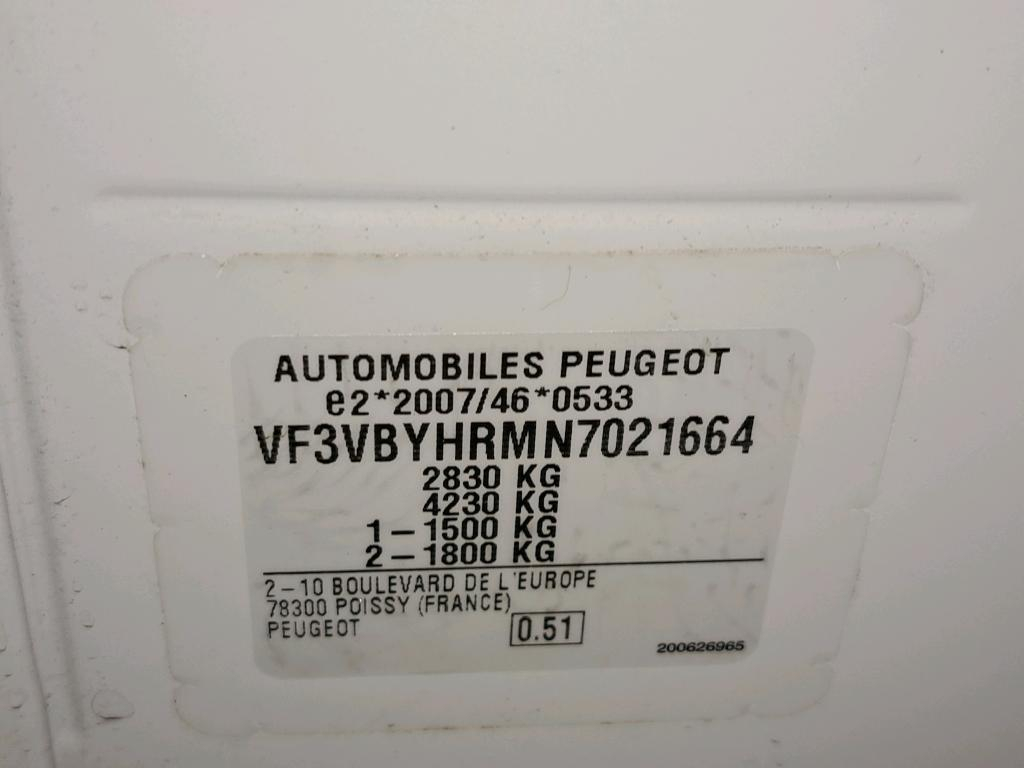 AUTOMOBILES PEUGEOT
e2*2007/46*0533
VF3VBYHRMN7021664
2830 KG
4230 KG
1-1500 KG
2-1800 KG
2-10 BOULEVARD DE L'EUROPE
78300 POISSY (FRANCE)
PEUGEOT
0.51
200626965